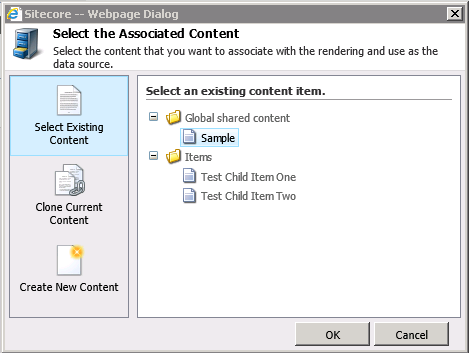 Sitecore -- Webpage Dialog
Select the Associated Content
Select the content that you want to associate with the rendering and use as the
data source.
Select Existing
Content
Clone Current
Content
Create New Content
Select an existing content item.
Global shared content
Sample
Items
Test Child Item One
Test Child Item Two
OK
Cancel